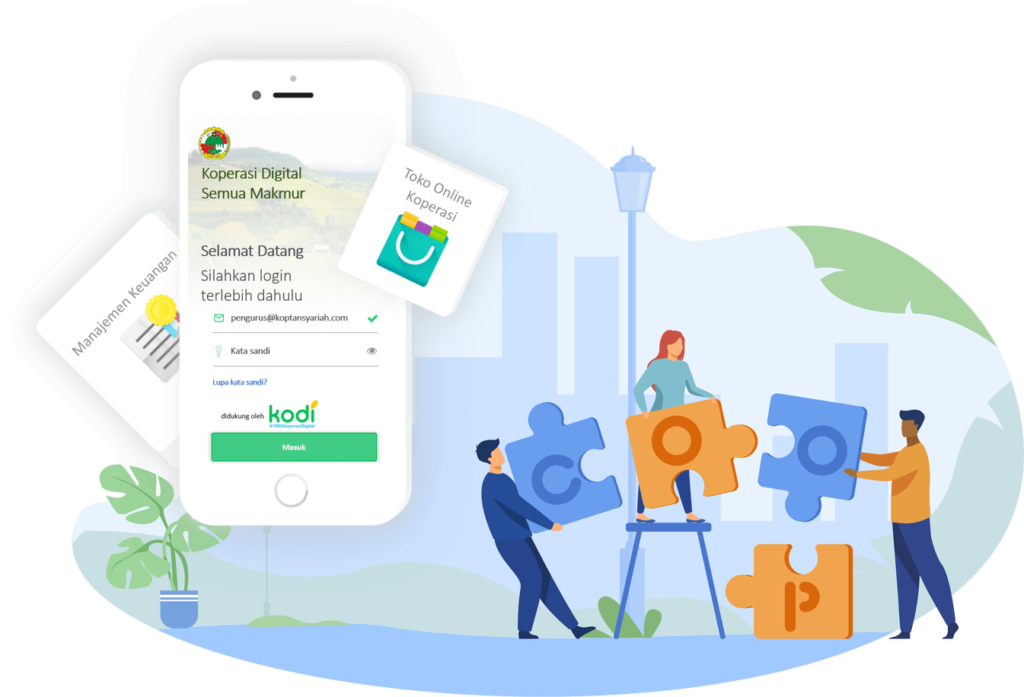 Koperasi Digital
Semua Makmur
Selamat Datang
Silahkan login
terlebih dahulu
pengurus@koptansyariah.com
Kata sandi
Lupa kata sandi?
didukung oleh kodi
Masuk
Manajemen Keuangan
Toko Online
Koperasi
C
O
O
P